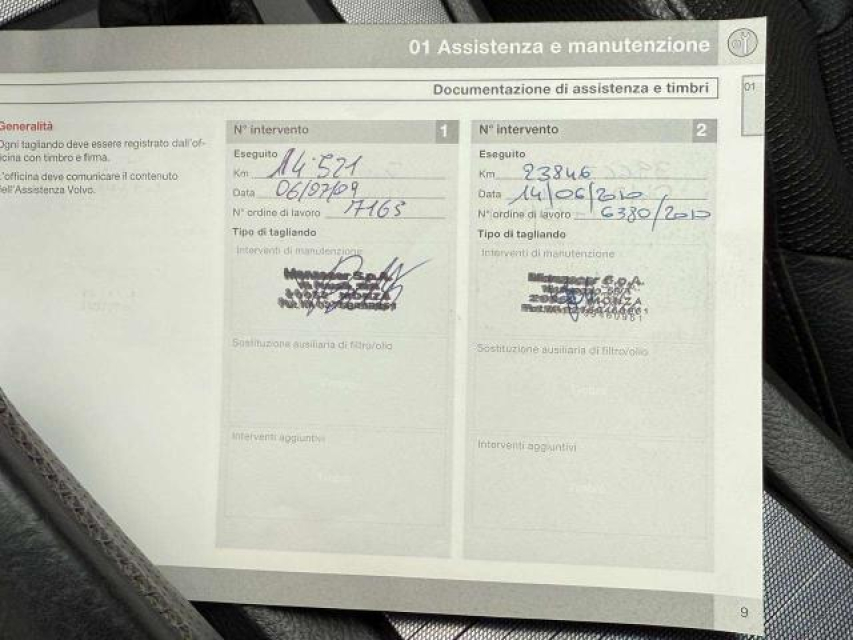 01 Assistenza e manutenzione
Documentazione di assistenza e timbri
01
Generalità
Ogni tagliando deve essere registrato dall'of-
icina con timbro e firma.
L'officina deve comunicare il contenuto
dell'Assistenza Volvo.
N° intervento 1
Eseguito
Km 14.521
Data 06/07/09
N° ordine di lavoro 7165
Tipo di tagliando
Interventi di manutenzione
S.p.A.
MONZA
Sostituzione ausiliaria di filtro/olio
Interventi aggiuntivi
N° intervento 2
Eseguito
Km 23846
Data 14/06/2010
N° ordine di lavoro 6380/2010
Tipo di tagliando
Interventi di manutenzione
S.p.A.
MONZA
Sostituzione ausiliaria di filtro/olio
Interventi aggiuntivi
9